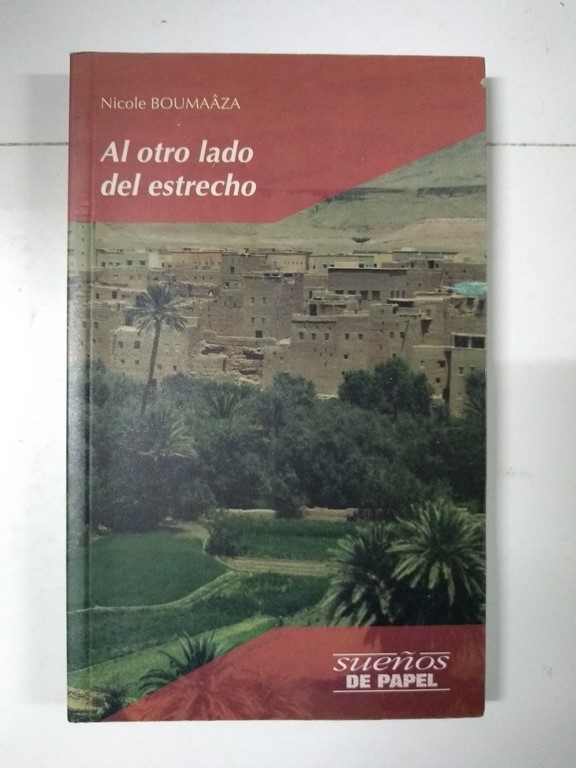 Nicole BOUMAÂZA
Al otro lado
del estrecho
sueños
DE PAPEL